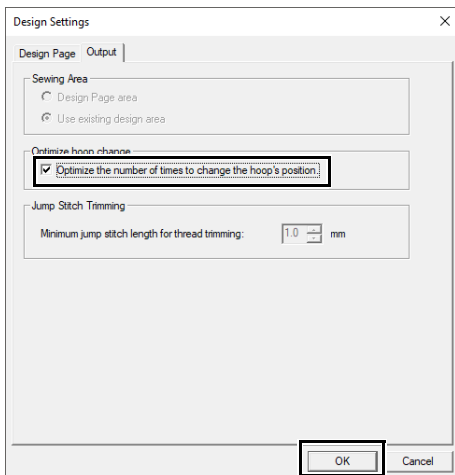 Design Settings
Design Page Output
Sewing Area
Design Page area
Use existing design area
Optimize hoop change
Optimize the number of times to change the hoop's position.
Jump Stitch Trimming
Minimum jump stitch length for thread trimming: 1.0 mm
OK Cancel